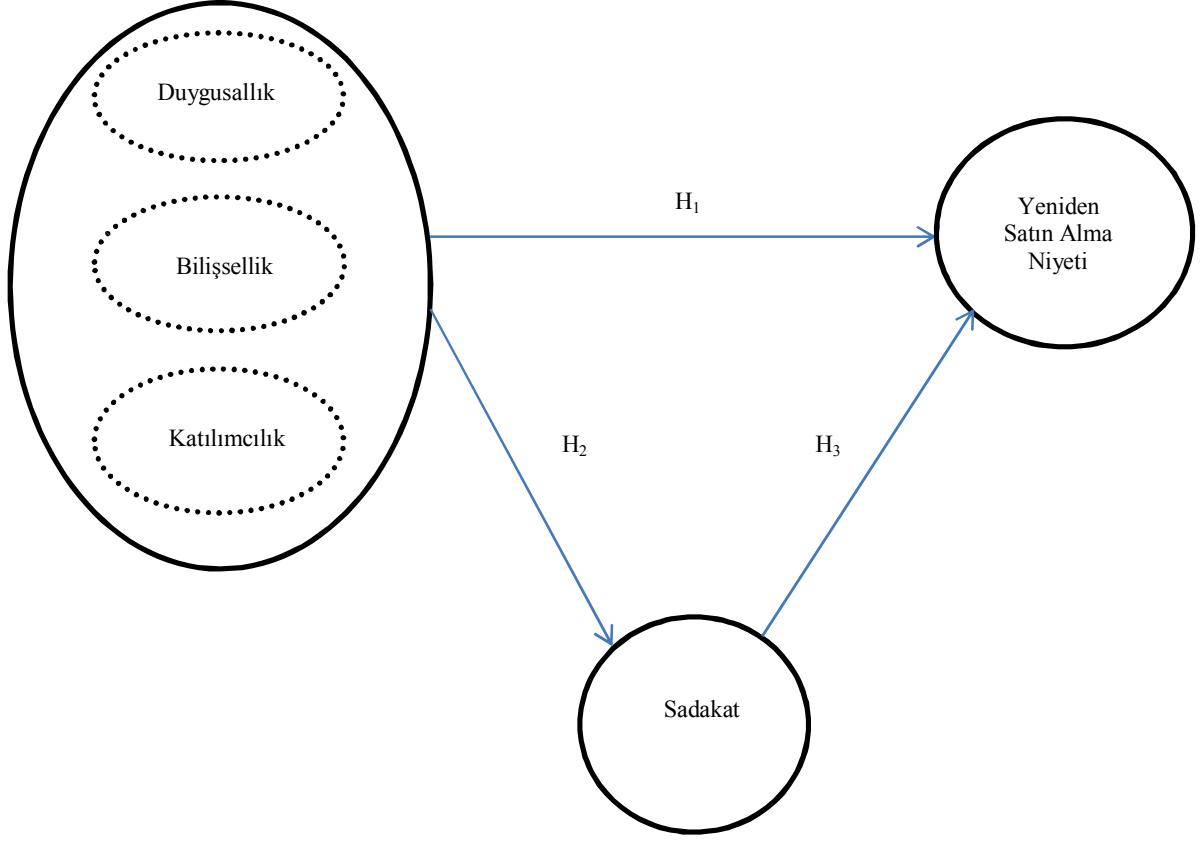 Duygusallık
Bilişsellik
Katılımcılık
H₁
Yeniden
Satın Alma
Niyeti
H₂
H₃
Sadakat